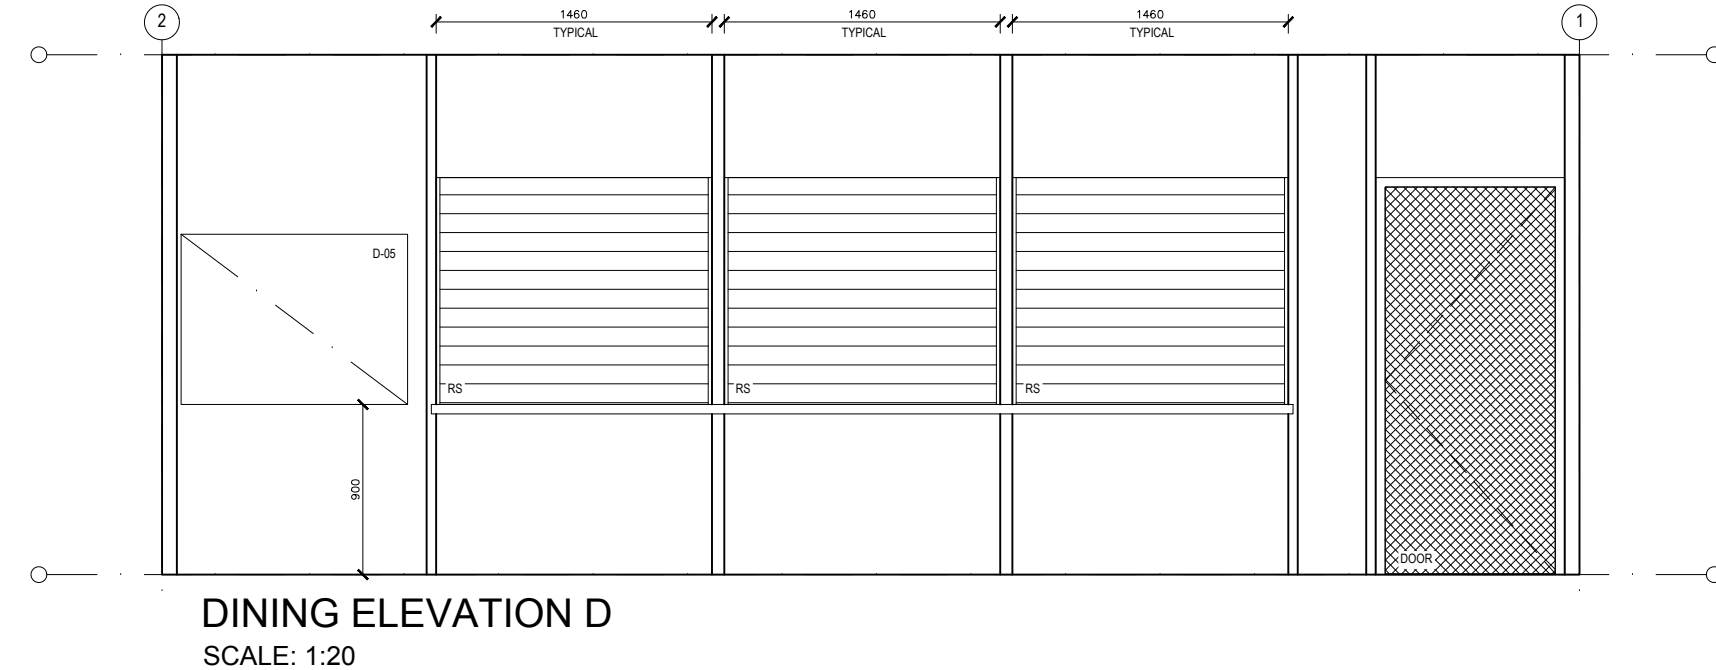 2
1460
TYPICAL
1460
TYPICAL
1460
TYPICAL
1
D-05
RS
RS
RS
900
DOOR
DINING ELEVATION D
SCALE: 1:20